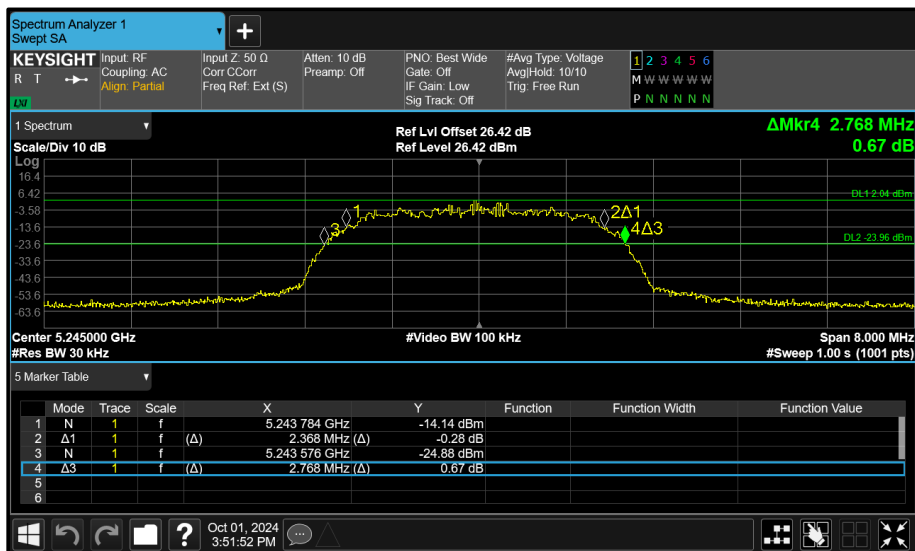 Spectrum Analyzer 1
Swept SA
+
KEYSIGHT Input: RF Input Z: 50 Ω Atten: 10 dB PNO: Best Wide #Avg Type: Voltage 1 2 3 4 5 6
R T Coupling: AC Corr CCorr Preamp: Off Gate: Off Avg|Hold: 10/10 M W W W W W
Align: Partial Freq Ref: Ext (S) IF Gain: Low Trig: Free Run
LXI Sig Track: Off P N N N N N
1 Spectrum
Scale/Div 10 dB
Ref Lvl Offset 26.42 dB
Ref Level 26.42 dBm
ΔMkr4 2.768 MHz
0.67 dB
Log
16.4
6.42
DL1 2.04 dBm
-3.58
1 2Δ1
-13.6
3 4Δ3
-23.6
DL2 -23.96 dBm
-33.6
-43.6
-53.6
-63.6
Center 5.245000 GHz #Video BW 100 kHz Span 8.000 MHz
#Res BW 30 kHz #Sweep 1.00 s (1001 pts)
5 Marker Table
Mode Trace Scale X Y Function Function Width Function Value
1 N 1 f 5.243 784 GHz -14.14 dBm
2 Δ1 1 f (Δ) 2.368 MHz (Δ) -0.28 dB
3 N 1 f 5.243 576 GHz -24.88 dBm
4 Δ3 1 f (Δ) 2.768 MHz (Δ) 0.67 dB
5
6
? Oct 01, 2024
3:51:52 PM